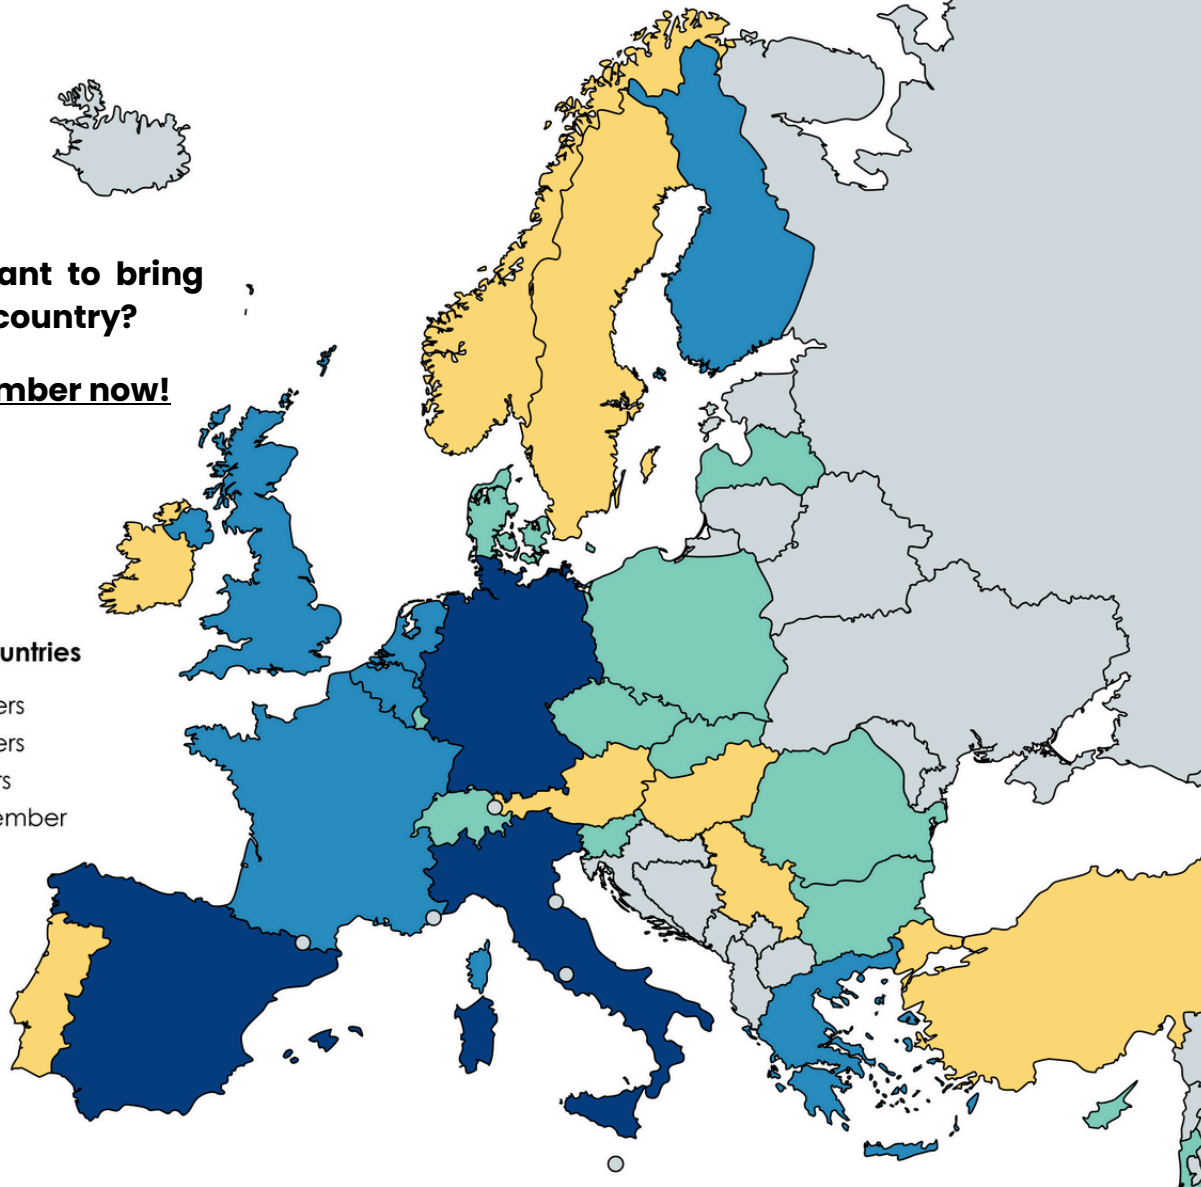 ant to bring
country?
mber now!
untries
ers
ers
rs
ember